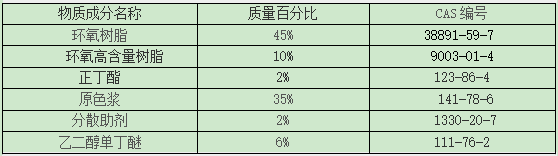 物质成分名称 质量百分比 CAS 编号
环氧树脂 45% 38891-59-7
环氧高含量树脂 10% 9003-01-4
正丁酯 2% 123-86-4
原色浆 35% 141-78-6
分散助剂 2% 1330-20-7
乙二醇单丁醚 6% 111-76-2